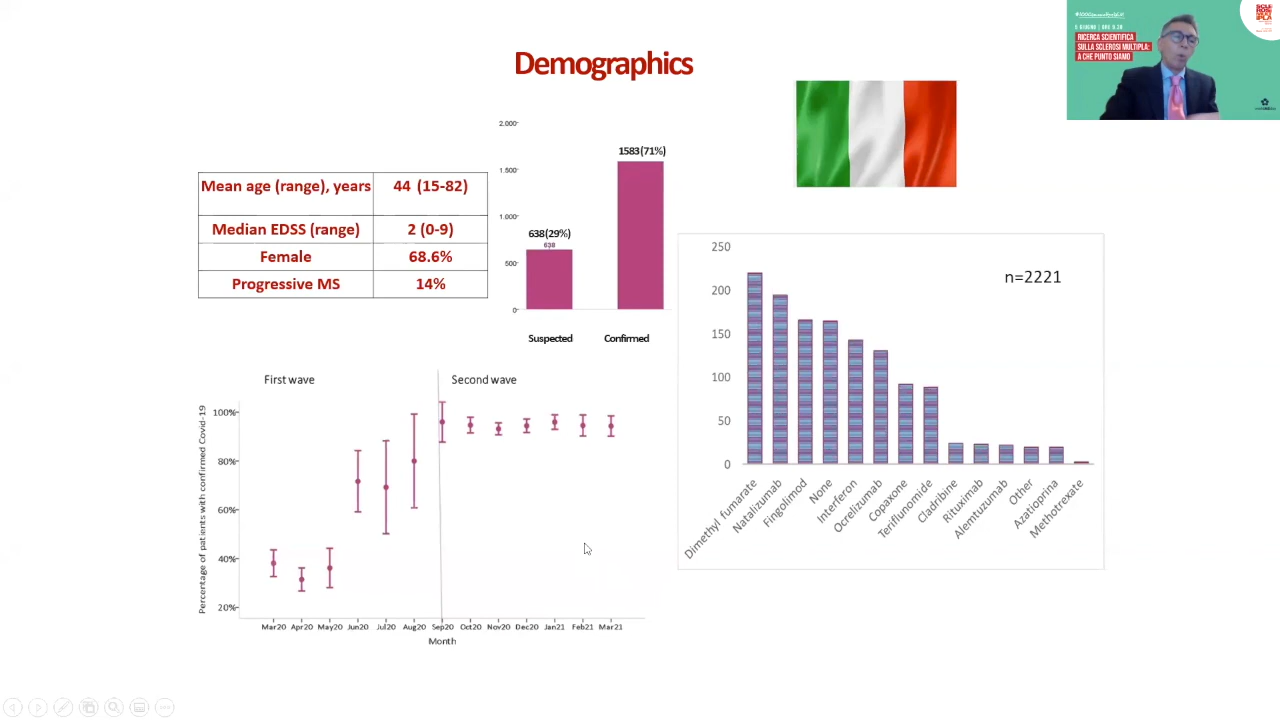 Demographics
#5000GiornateMondialiSM
RICERCA SCIENTIFICA
SULLA SCLEROSI MULTIPLA:
A CHE PUNTO SIAMO
Mean age (range), years 44 (15-82)
Median EDSS (range) 2 (0-9)
Female 68.6%
Progressive MS 14%
2.000
1.500
1.000
500
0
1583(71%)
638(29%)
638
Suspected Confirmed
n=2221
250
200
150
100
50
0
Dimethyl fumarate
Natalizumab
Fingolimod
None
Interferon
Ocrelizumab
Copaxone
Teriflunomide
Cladribine
Rituximab
Alemtuzumab
Other
Azatioprina
Methotrexate
First wave Second wave
Percentage of patients with confirmed Covid-19
100%
80%
60%
40%
20%
Mar20 Apr20 May20 Jun20 Jul20 Aug20 Sep20 Oct20 Nov20 Dec20 Jan21 Feb21 Mar21
Month